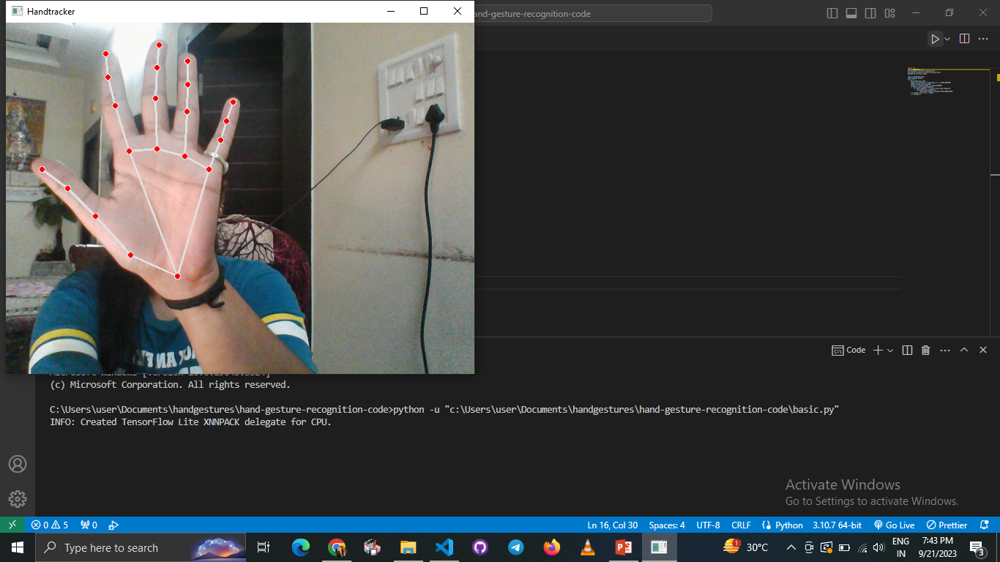 Handtracker
and-gesture-recognition-code
Code
(c) Microsoft Corporation. All rights reserved.
C:\Users\user\Documents\handgestures\hand-gesture-recognition-code>python -u "c:\Users\user\Documents\handgestures\hand-gesture-recognition-code\basic.py"
INFO: Created TensorFlow Lite XNNPACK delegate for CPU.
Activate Windows
Go to Settings to activate Windows.
0 5 0 Ln 16, Col 30 Spaces: 4 UTF-8 CRLF Python 3.10.7 64-bit Go Live Prettier
Type here to search 1 30°C ENG 7:43 PM
IN 9/21/2023 3